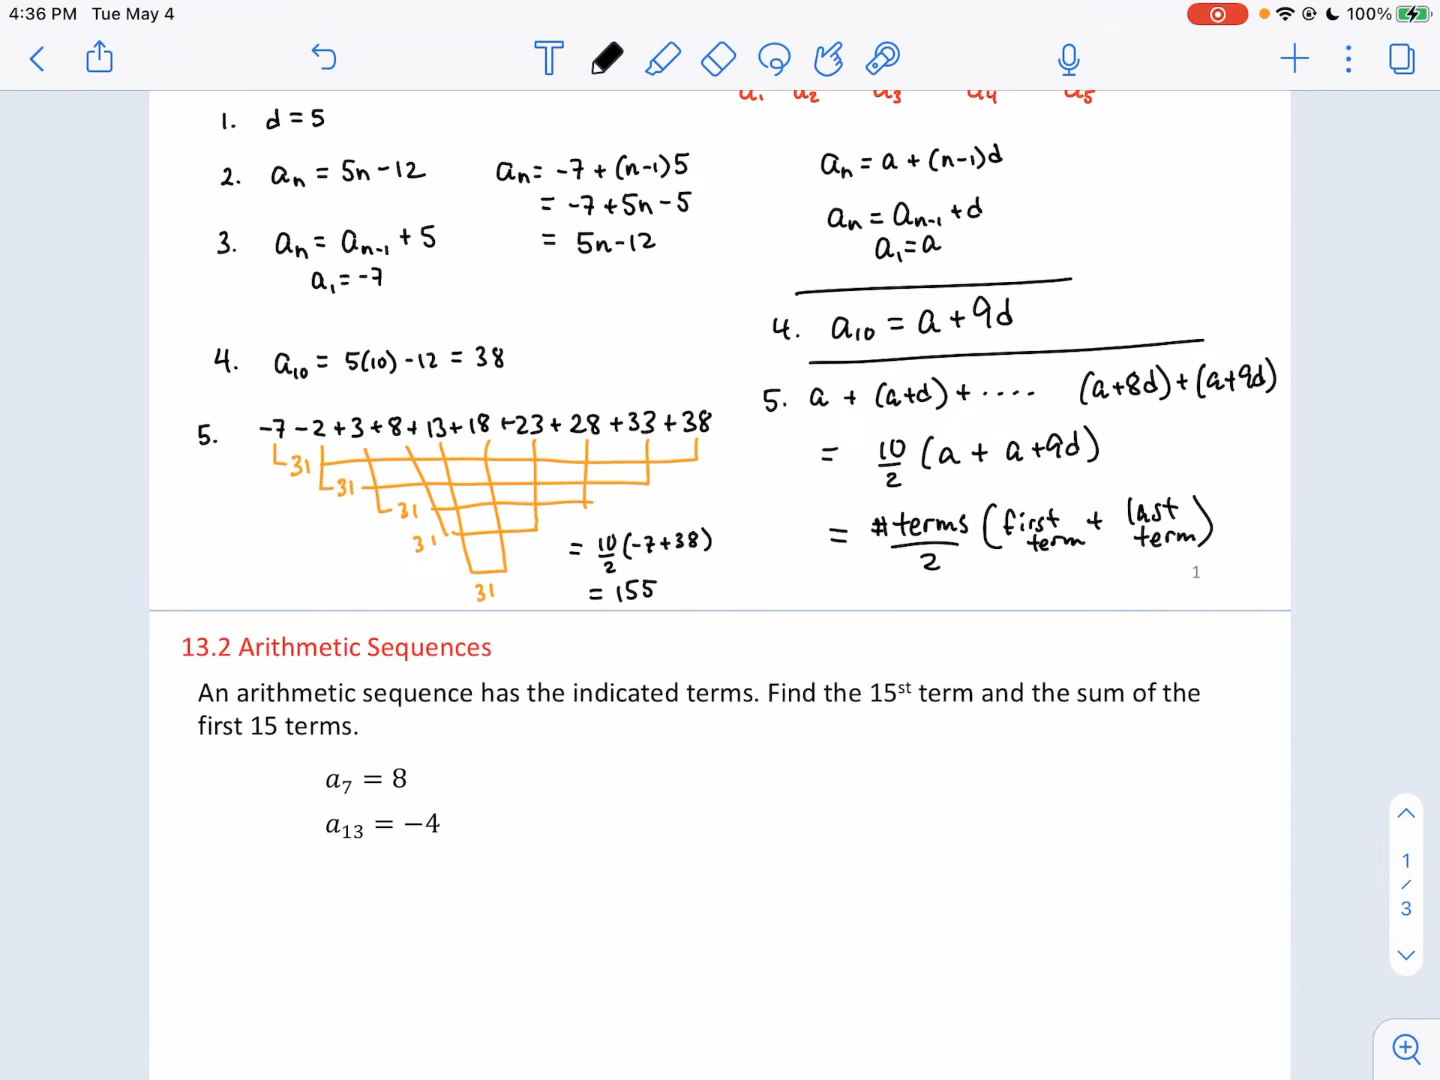 4:36 PM Tue May 4
100%
a₁ a₂ a₃ a₄ a₅
1. d = 5
2. aₙ = 5n - 12
aₙ = -7 + (n-1)5
= -7 + 5n - 5
= 5n - 12
3. aₙ = aₙ₋₁ + 5
a₁ = -7
4. a₁₀ = 5(10) - 12 = 38
5. -7 - 2 + 3 + 8 + 13 + 18 + 23 + 28 + 33 + 38
31
31
31
31
31
= 10/2 (-7 + 38)
= 155
aₙ = a + (n-1)d
aₙ = aₙ₋₁ + d
a₁ = a
4. a₁₀ = a + 9d
5. a + (a+d) + .... (a+8d) + (a+9d)
= 10/2 (a + a + 9d)
= # terms/2 (first term + last term)
1
13.2 Arithmetic Sequences
An arithmetic sequence has the indicated terms. Find the 15ˢᵗ term and the sum of the
first 15 terms.
a₇ = 8
a₁₃ = −4
1
/
3